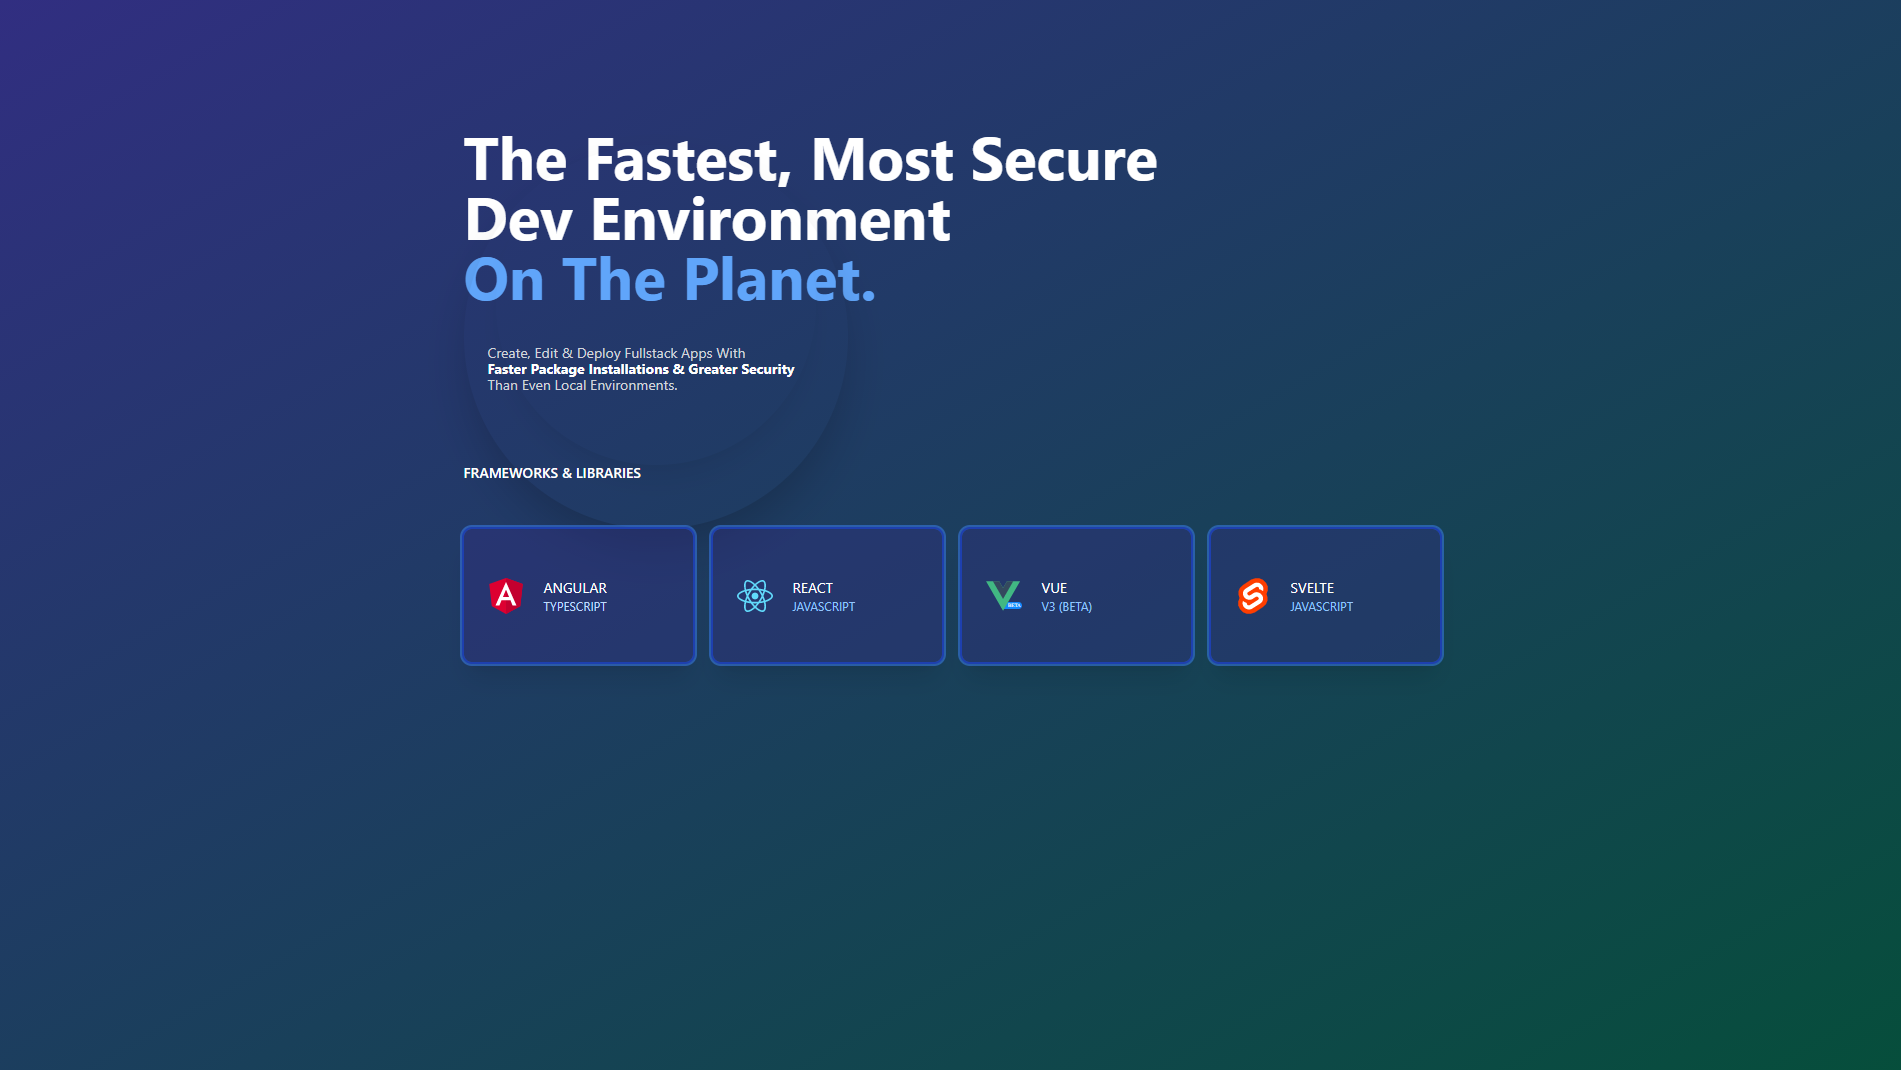 The Fastest, Most Secure
Dev Environment
On The Planet.
Create, Edit & Deploy Fullstack Apps With
Faster Package Installations & Greater Security
Than Even Local Environments.
FRAMEWORKS & LIBRARIES
ANGULAR
TYPESCRIPT
REACT
JAVASCRIPT
BETA
VUE
V3 (BETA)
SVELTE
JAVASCRIPT